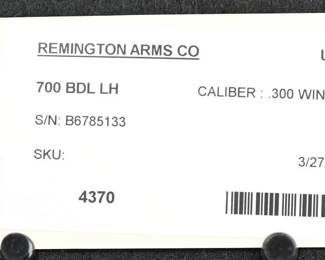 REMINGTON ARMS CO U
700 BDL LH CALIBER : .300 WIN
S/N: B6785133
SKU: 3/27/
4370